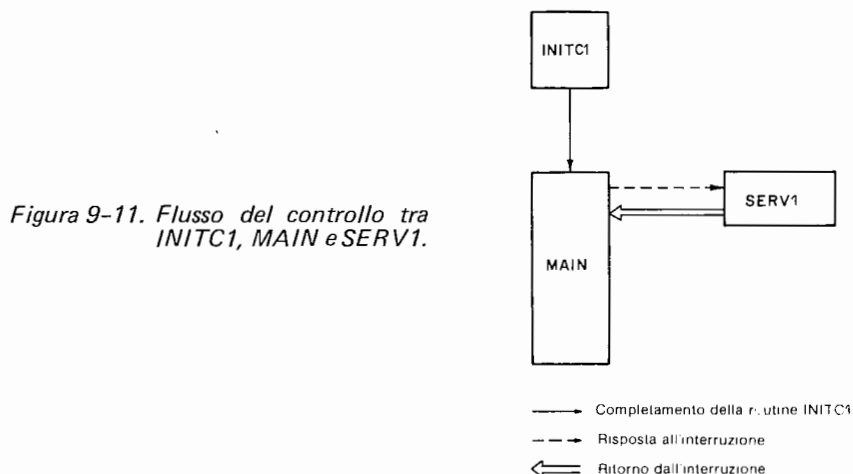 INITC1
Figura 9-11. Flusso del controllo tra
INITC1, MAIN e SERV1.
SERV1
MAIN
Completamento della routine INITC1
Risposta all'interruzione
Ritorno dall'interruzione